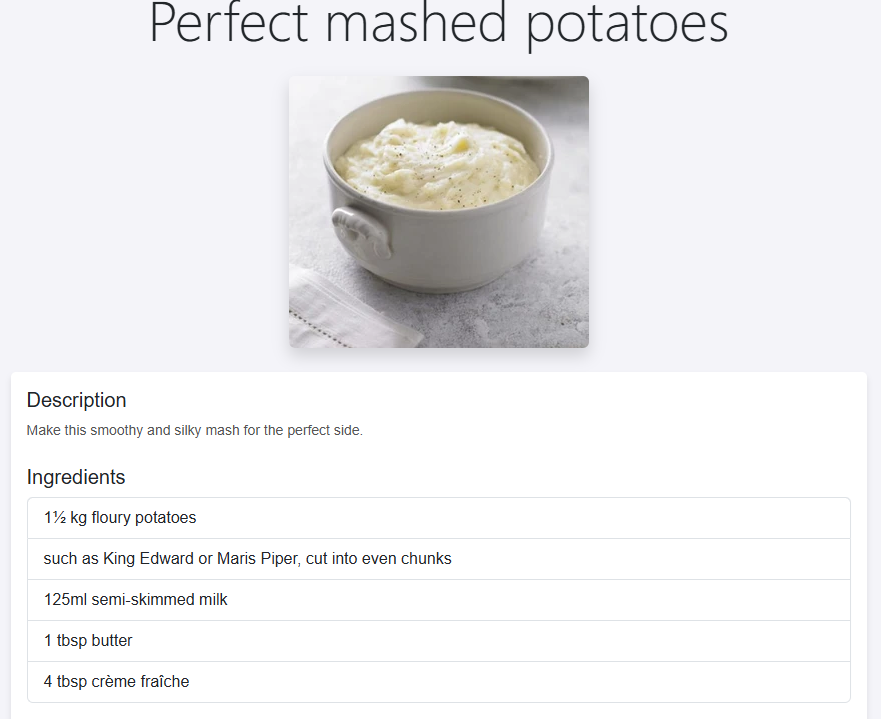 Perfect mashed potatoes
Description
Make this smoothy and silky mash for the perfect side.
Ingredients
1½ kg floury potatoes
such as King Edward or Maris Piper, cut into even chunks
125ml semi-skimmed milk
1 tbsp butter
4 tbsp crème fraîche